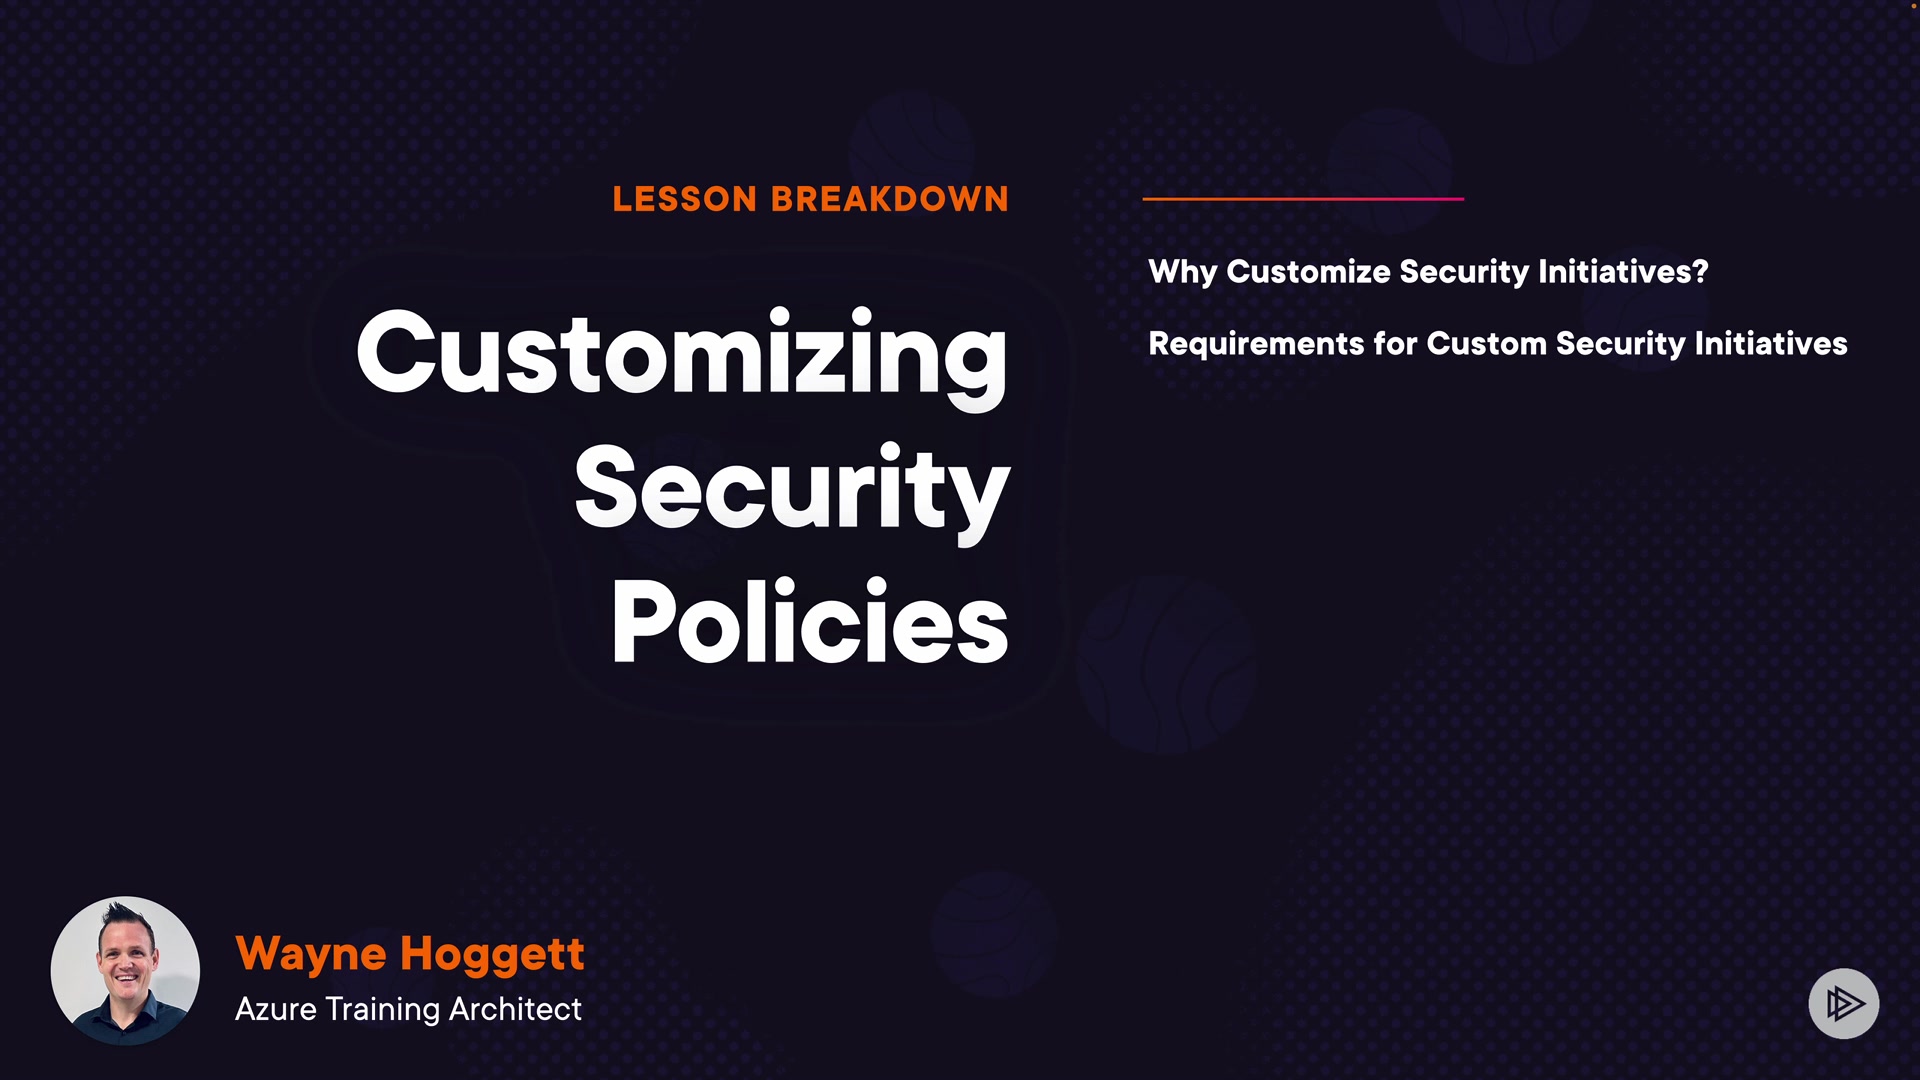 LESSON BREAKDOWN
Customizing
Security
Policies
Why Customize Security Initiatives?
Requirements for Custom Security Initiatives
Wayne Hoggett
Azure Training Architect